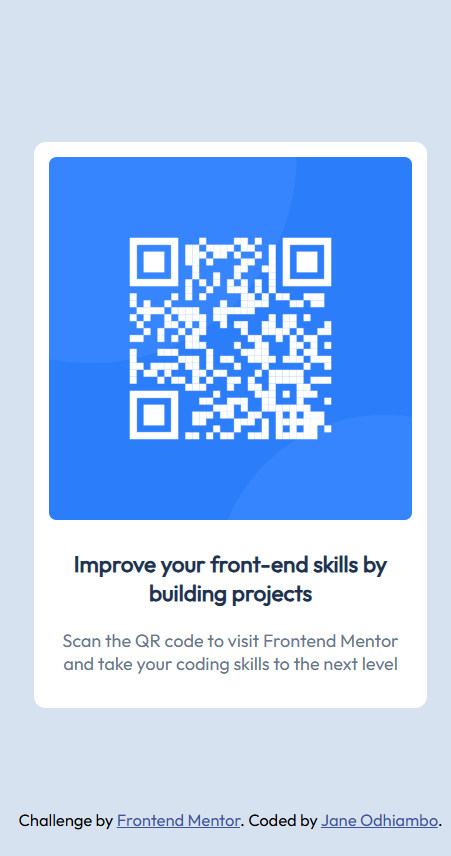 Improve your front-end skills by
building projects
Scan the QR code to visit Frontend Mentor
and take your coding skills to the next level
Challenge by Frontend Mentor. Coded by Jane Odhiambo.